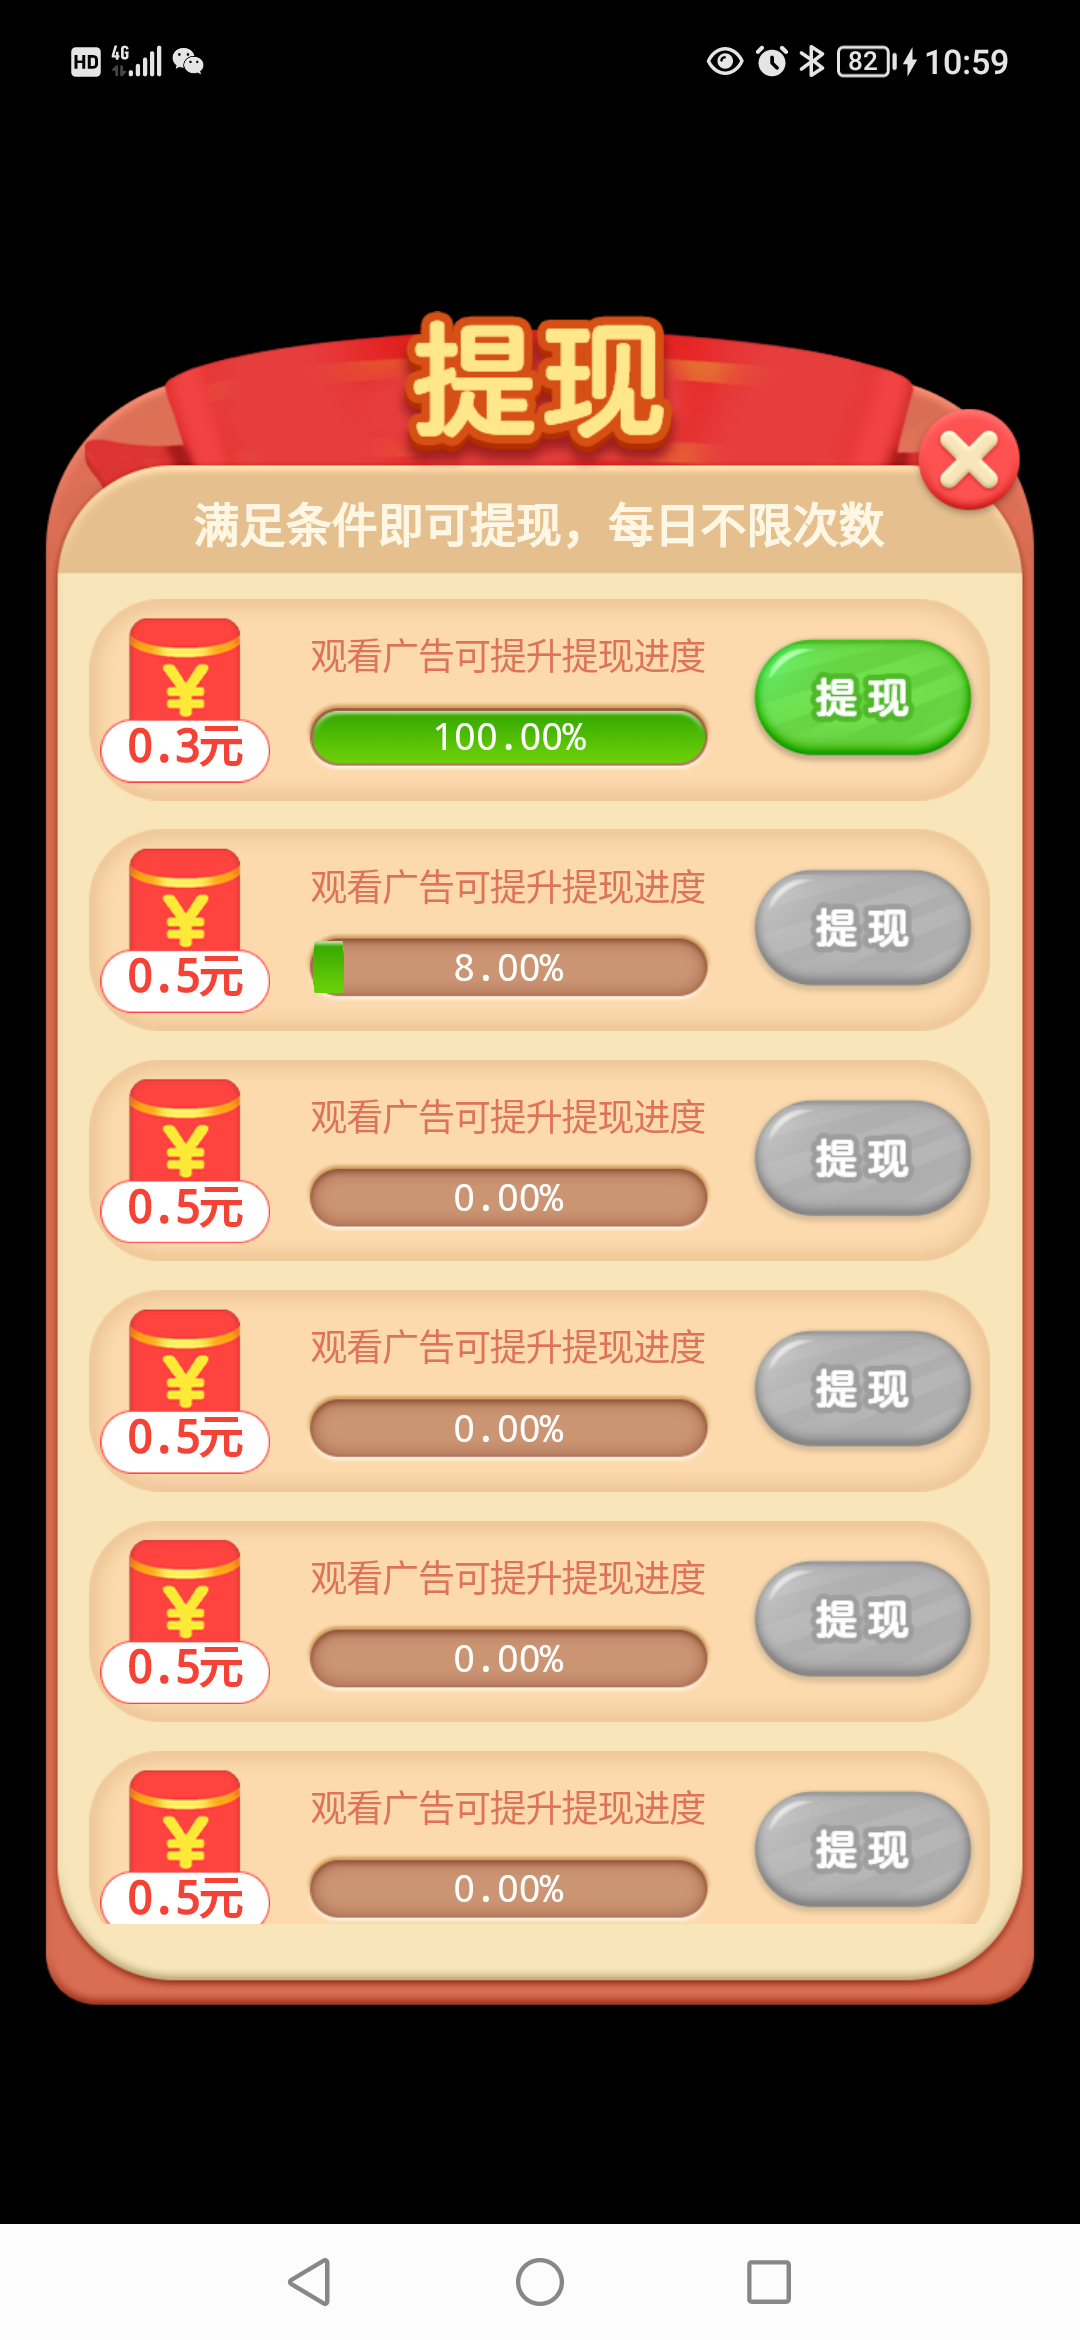 HD 4G 82 10:59
提现
满足条件即可提现，每日不限次数
观看广告可提升提现进度
¥
0.3元
100.00%
提现
观看广告可提升提现进度
¥
0.5元
8.00%
提现
观看广告可提升提现进度
¥
0.5元
0.00%
提现
观看广告可提升提现进度
¥
0.5元
0.00%
提现
观看广告可提升提现进度
¥
0.5元
0.00%
提现
观看广告可提升提现进度
¥
0.5元
0.00%
提现